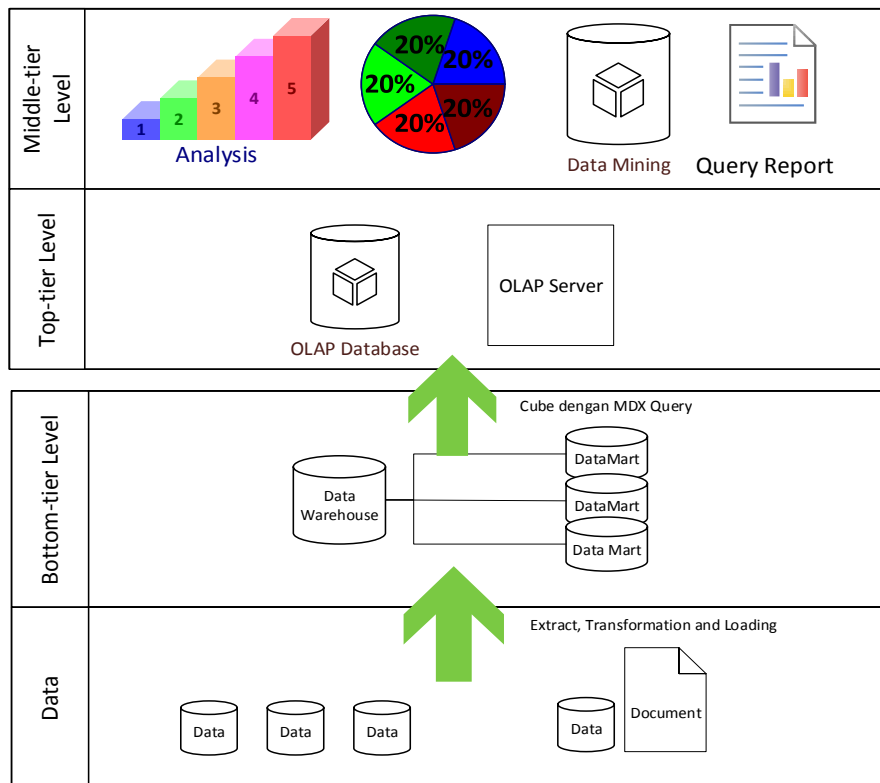 Middle-tier
Level
1
2
3
4
5
Analysis
20%
20%
20%
20%
20%
Data Mining
Query Report
Top-tier Level
OLAP Database
OLAP Server
Bottom-tier Level
Cube dengan MDX Query
Data
Warehouse
DataMart
DataMart
Data Mart
Data
Extract, Transformation and Loading
Data
Data
Data
Data
Document